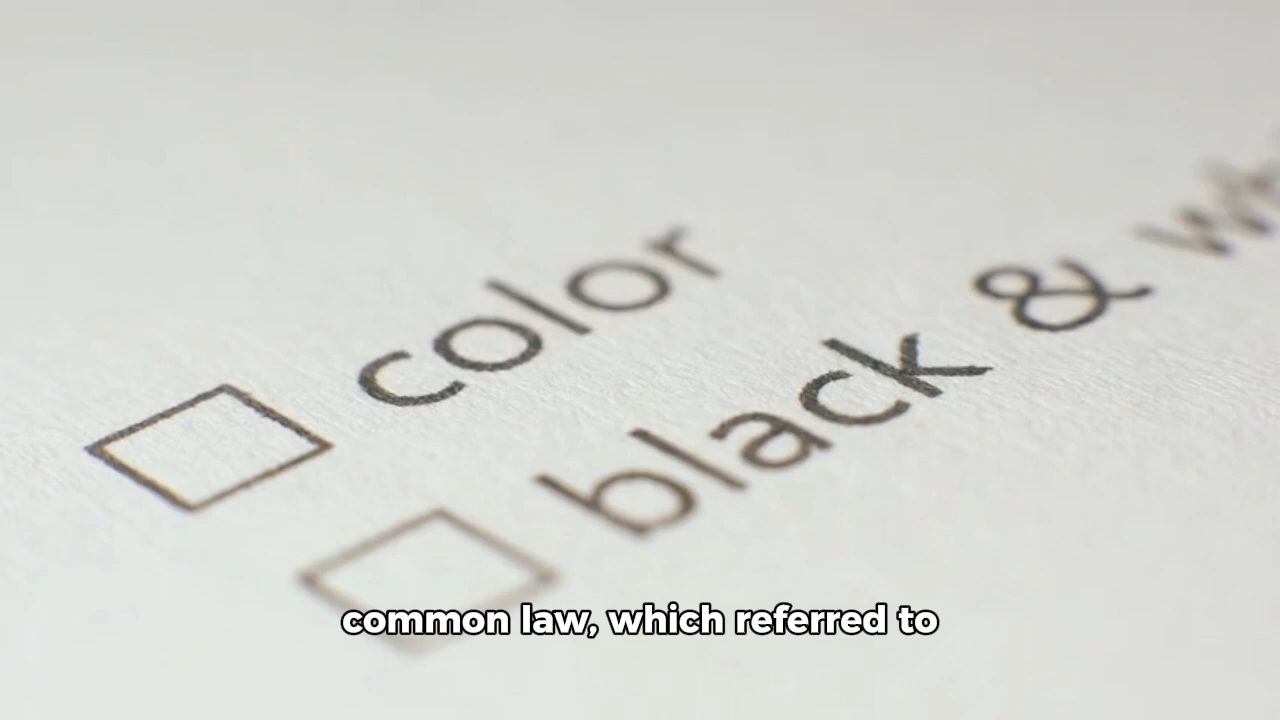 color
black &
common law, which referred to